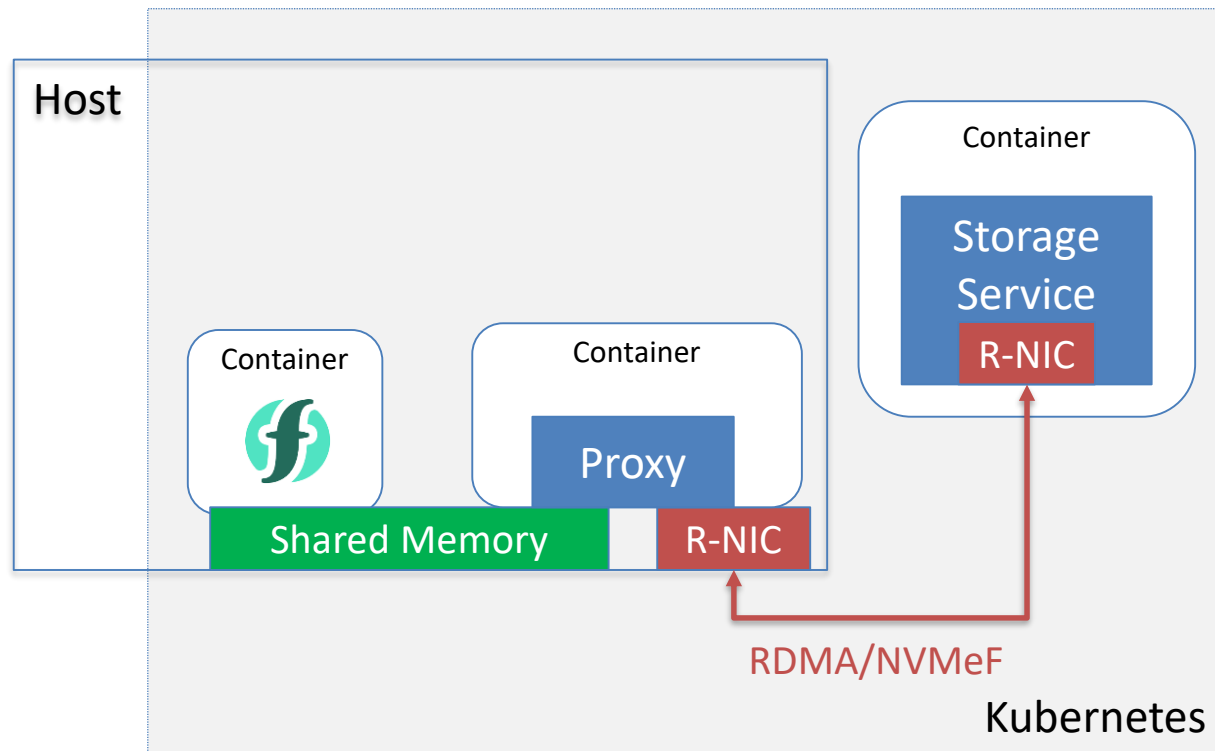 Host
Container
Storage
Service
R-NIC
Container
Container
Proxy
Shared Memory
R-NIC
RDMA/NVMeF
Kubernetes